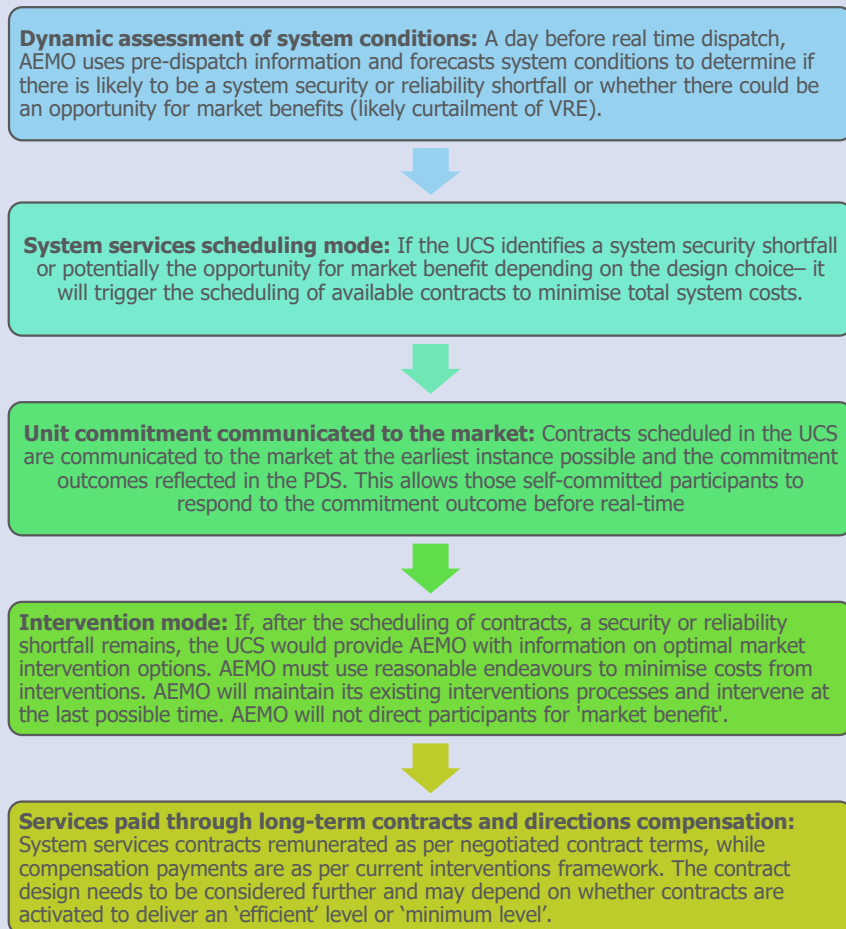 Dynamic assessment of system conditions: A day before real time dispatch,
AEMO uses pre-dispatch information and forecasts system conditions to determine if
there is likely to be a system security or reliability shortfall or whether there could be
an opportunity for market benefits (likely curtailment of VRE).
System services scheduling mode: If the UCS identifies a system security shortfall
or potentially the opportunity for market benefit depending on the design choice– it
will trigger the scheduling of available contracts to minimise total system costs.
Unit commitment communicated to the market: Contracts scheduled in the UCS
are communicated to the market at the earliest instance possible and the commitment
outcomes reflected in the PDS. This allows those self-committed participants to
respond to the commitment outcome before real-time
Intervention mode: If, after the scheduling of contracts, a security or reliability
shortfall remains, the UCS would provide AEMO with information on optimal market
intervention options. AEMO must use reasonable endeavours to minimise costs from
interventions. AEMO will maintain its existing interventions processes and intervene at
the last possible time. AEMO will not direct participants for 'market benefit'.
Services paid through long-term contracts and directions compensation:
System services contracts remunerated as per negotiated contract terms, while
compensation payments are as per current interventions framework. The contract
design needs to be considered further and may depend on whether contracts are
activated to deliver an ‘efficient’ level or ‘minimum level’.